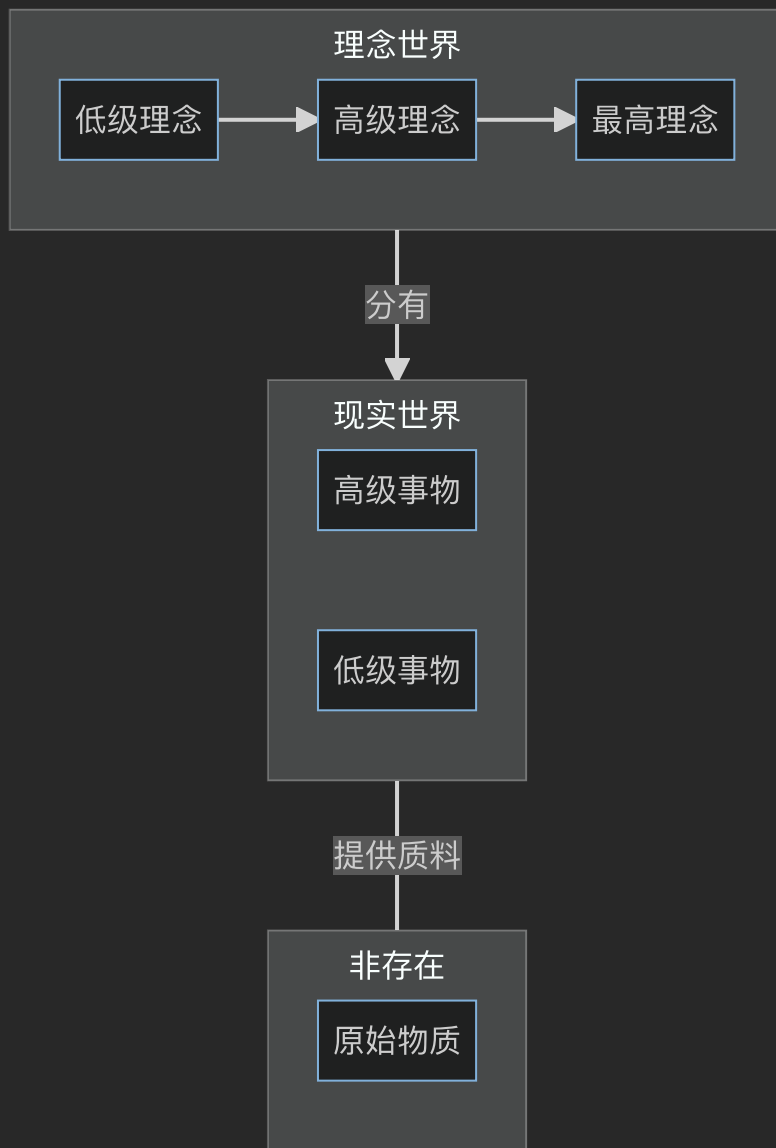 理念世界
低级理念
高级理念
最高理念
分有
现实世界
高级事物
低级事物
提供质料
非存在
原始物质